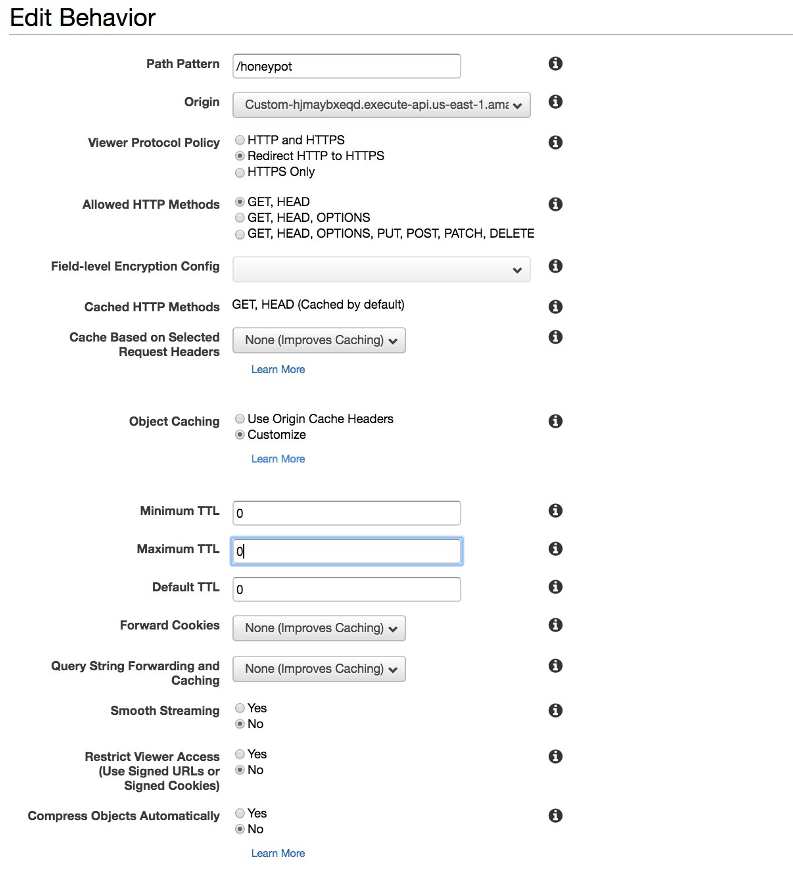 Edit Behavior
Path Pattern /honeypot
Origin Custom-hjmaybxeqd.execute-api.us-east-1.ama
Viewer Protocol Policy HTTP and HTTPS
Redirect HTTP to HTTPS
HTTPS Only
Allowed HTTP Methods GET, HEAD
GET, HEAD, OPTIONS
GET, HEAD, OPTIONS, PUT, POST, PATCH, DELETE
Field-level Encryption Config
Cached HTTP Methods GET, HEAD (Cached by default)
Cache Based on Selected
Request Headers
None (Improves Caching)
Learn More
Object Caching Use Origin Cache Headers
Customize
Learn More
Minimum TTL 0
Maximum TTL 0
Default TTL 0
Forward Cookies None (Improves Caching)
Query String Forwarding and
Caching
None (Improves Caching)
Smooth Streaming Yes
No
Restrict Viewer Access
(Use Signed URLs or
Signed Cookies)
Yes
No
Compress Objects Automatically Yes
No
Learn More